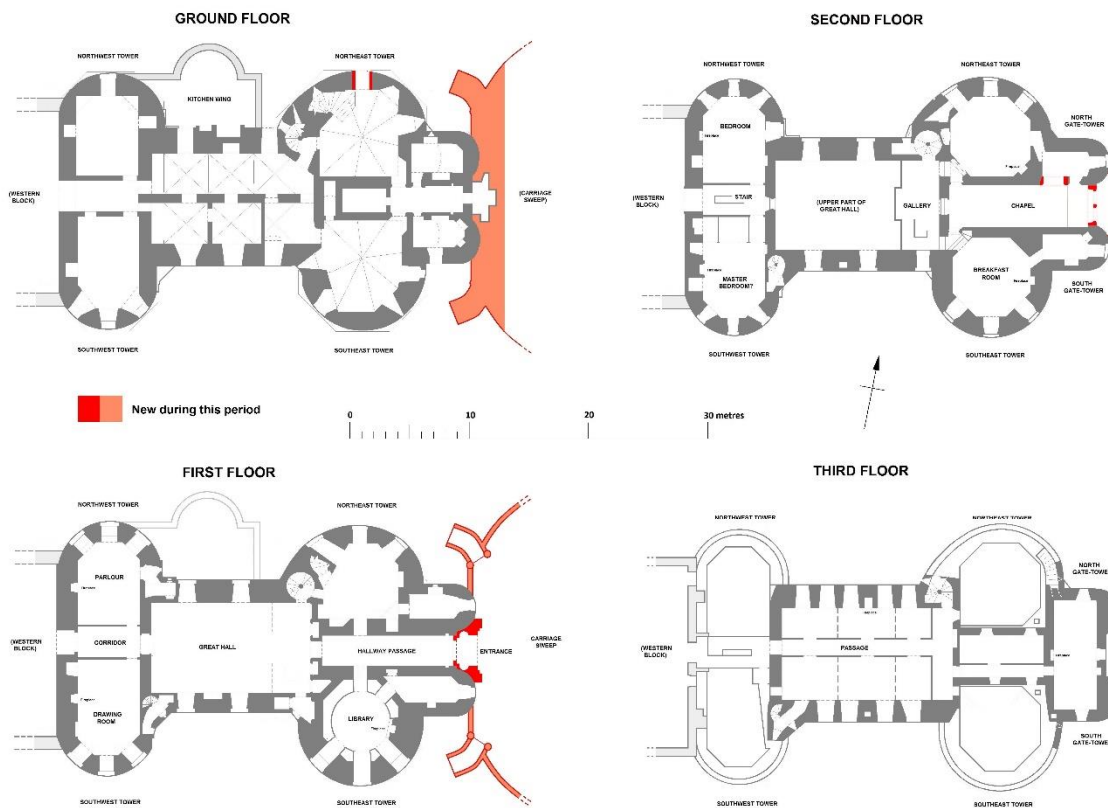 GROUND FLOOR
NORTHWEST TOWER
NORTHEAST TOWER
KITCHEN WING
(WESTERN
BLOCK)
(CARRIAGE
SWEEP)
SOUTHWEST TOWER
SOUTHEAST TOWER
SECOND FLOOR
NORTHWEST TOWER
NORTHEAST TOWER
NORTH
GATE-TOWER
BEDROOM
Fireplace
(WESTERN
BLOCK)
STAIR
(UPPER PART OF
GREAT HALL)
GALLERY
CHAPEL
MASTER
BEDROOM?
BREAKFAST
ROOM
Fireplace
SOUTH
GATE-TOWER
SOUTHWEST TOWER
SOUTHEAST TOWER
New during this period
0 10 20 30 metres
FIRST FLOOR
NORTHWEST TOWER
NORTHEAST TOWER
PARLOUR
(WESTERN
BLOCK)
CORRIDOR
GREAT HALL
HALLWAY PASSAGE
ENTRANCE
CARRIAGE
SWEEP
Fireplace
DRAWING
ROOM
LIBRARY
SOUTHWEST TOWER
SOUTHEAST TOWER
THIRD FLOOR
NORTHWEST TOWER
NORTHEAST TOWER
NORTH
GATE-TOWER
(WESTERN
BLOCK)
PASSAGE
SOUTH
GATE-TOWER
SOUTHWEST TOWER
SOUTHEAST TOWER